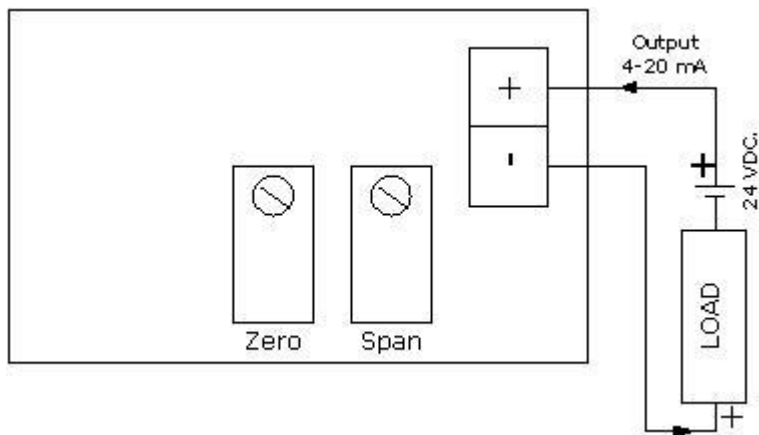 Output
4-20 mA
+
-
+
24 VDC.
LOAD
+
Zero
Span